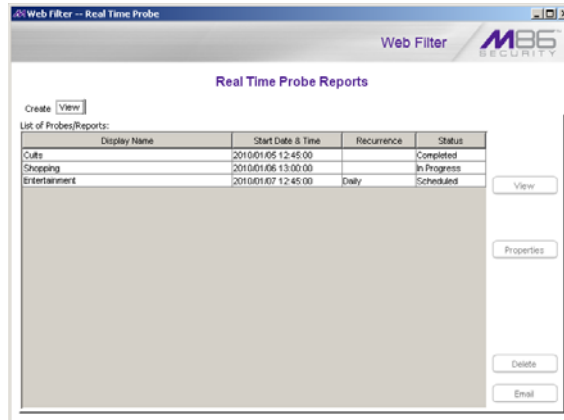 Web Filter -- Real Time Probe
Web Filter
M86
SECURITY
Real Time Probe Reports
Create View
List of Probes/Reports:
Display Name Start Date & Time Recurrence Status
Cults 2010/01/05 12:45:00 Completed
Shopping 2010/01/06 13:00:00 In Progress
Entertainment 2010/01/07 12:45:00 Daily Scheduled
View
Properties
Delete
Email